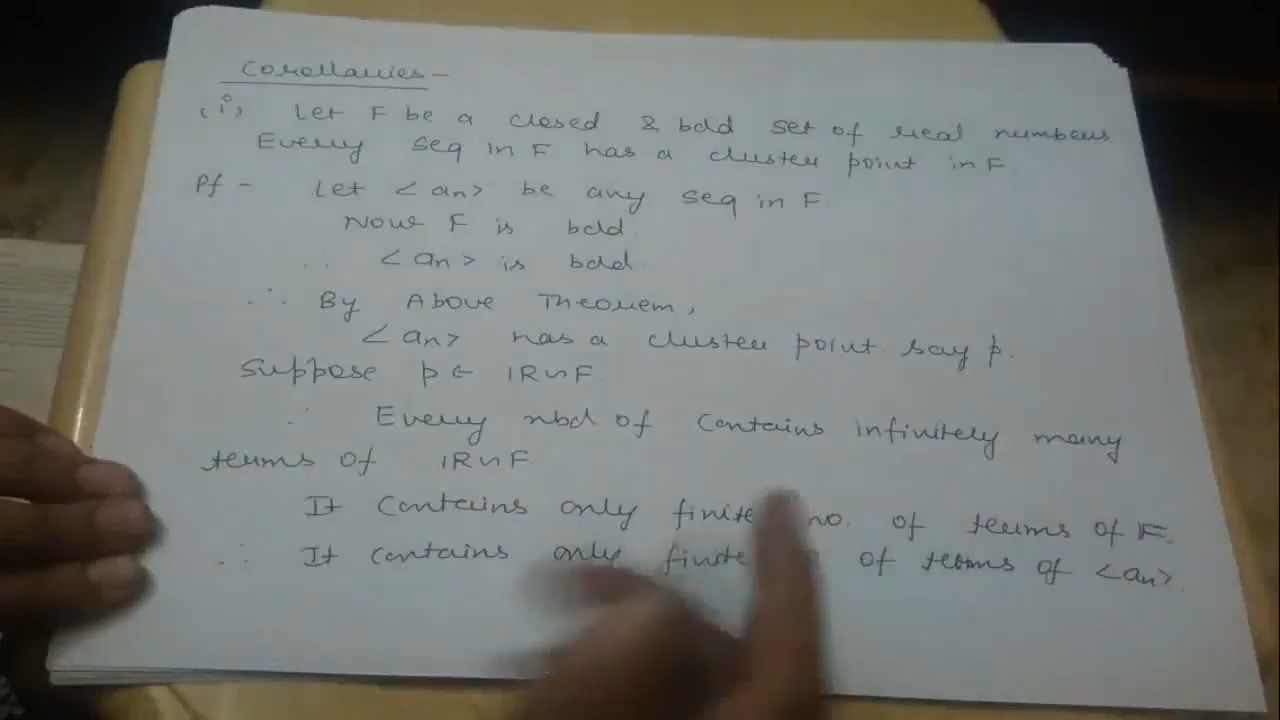 Corollaries -
(i) Let F be a closed & bdd set of real numbers
Every seq in F has a cluster point in F.
Pf - Let < an > be any seq in F.
Now F is bdd.
∴ < an > is bdd.
∴ By Above Theorem,
< an > has a cluster point say p.
Suppose p ∈ IR ~ F
∴ Every nbd of contains infinitely many
terms of IR ~ F
It contains only finite no. of terms of F.
∴ It contains only finite of terms of < an >